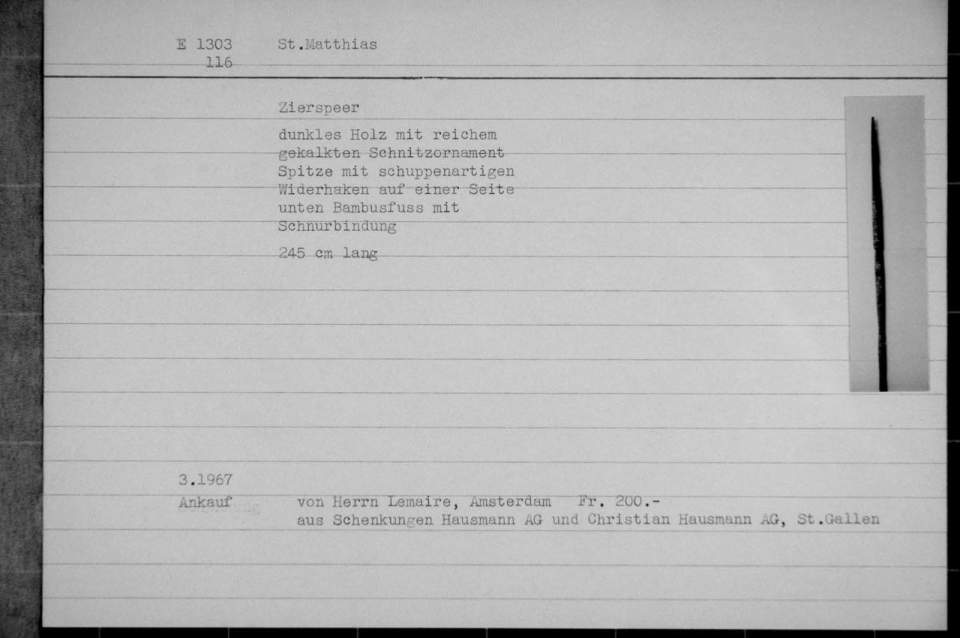 E 1303 St.Matthias
116
Zierspeer
dunkles Holz mit reichem
gekalkten Schnitzornament
Spitze mit schuppenartigen
Widerhaken auf einer Seite
unten Bambusfuss mit
Schnurbindung
245 cm lang
3.1967
Ankauf von Herrn Lemaire, Amsterdam Fr. 200.-
aus Schenkungen Hausmann AG und Christian Hausmann AG, St.Gallen